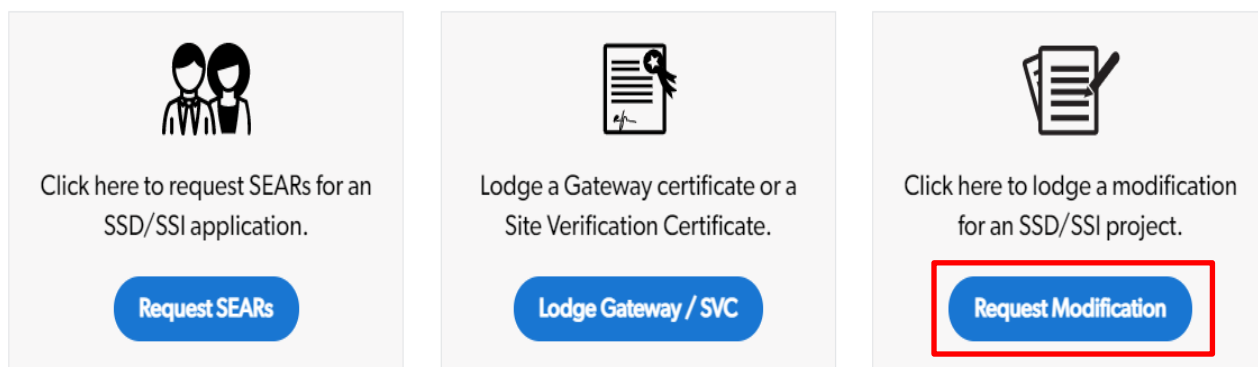 Click here to request SEARs for an
SSD/SSI application.
Request SEARs
Lodge a Gateway certificate or a
Site Verification Certificate.
Lodge Gateway / SVC
Click here to lodge a modification
for an SSD/SSI project.
Request Modification